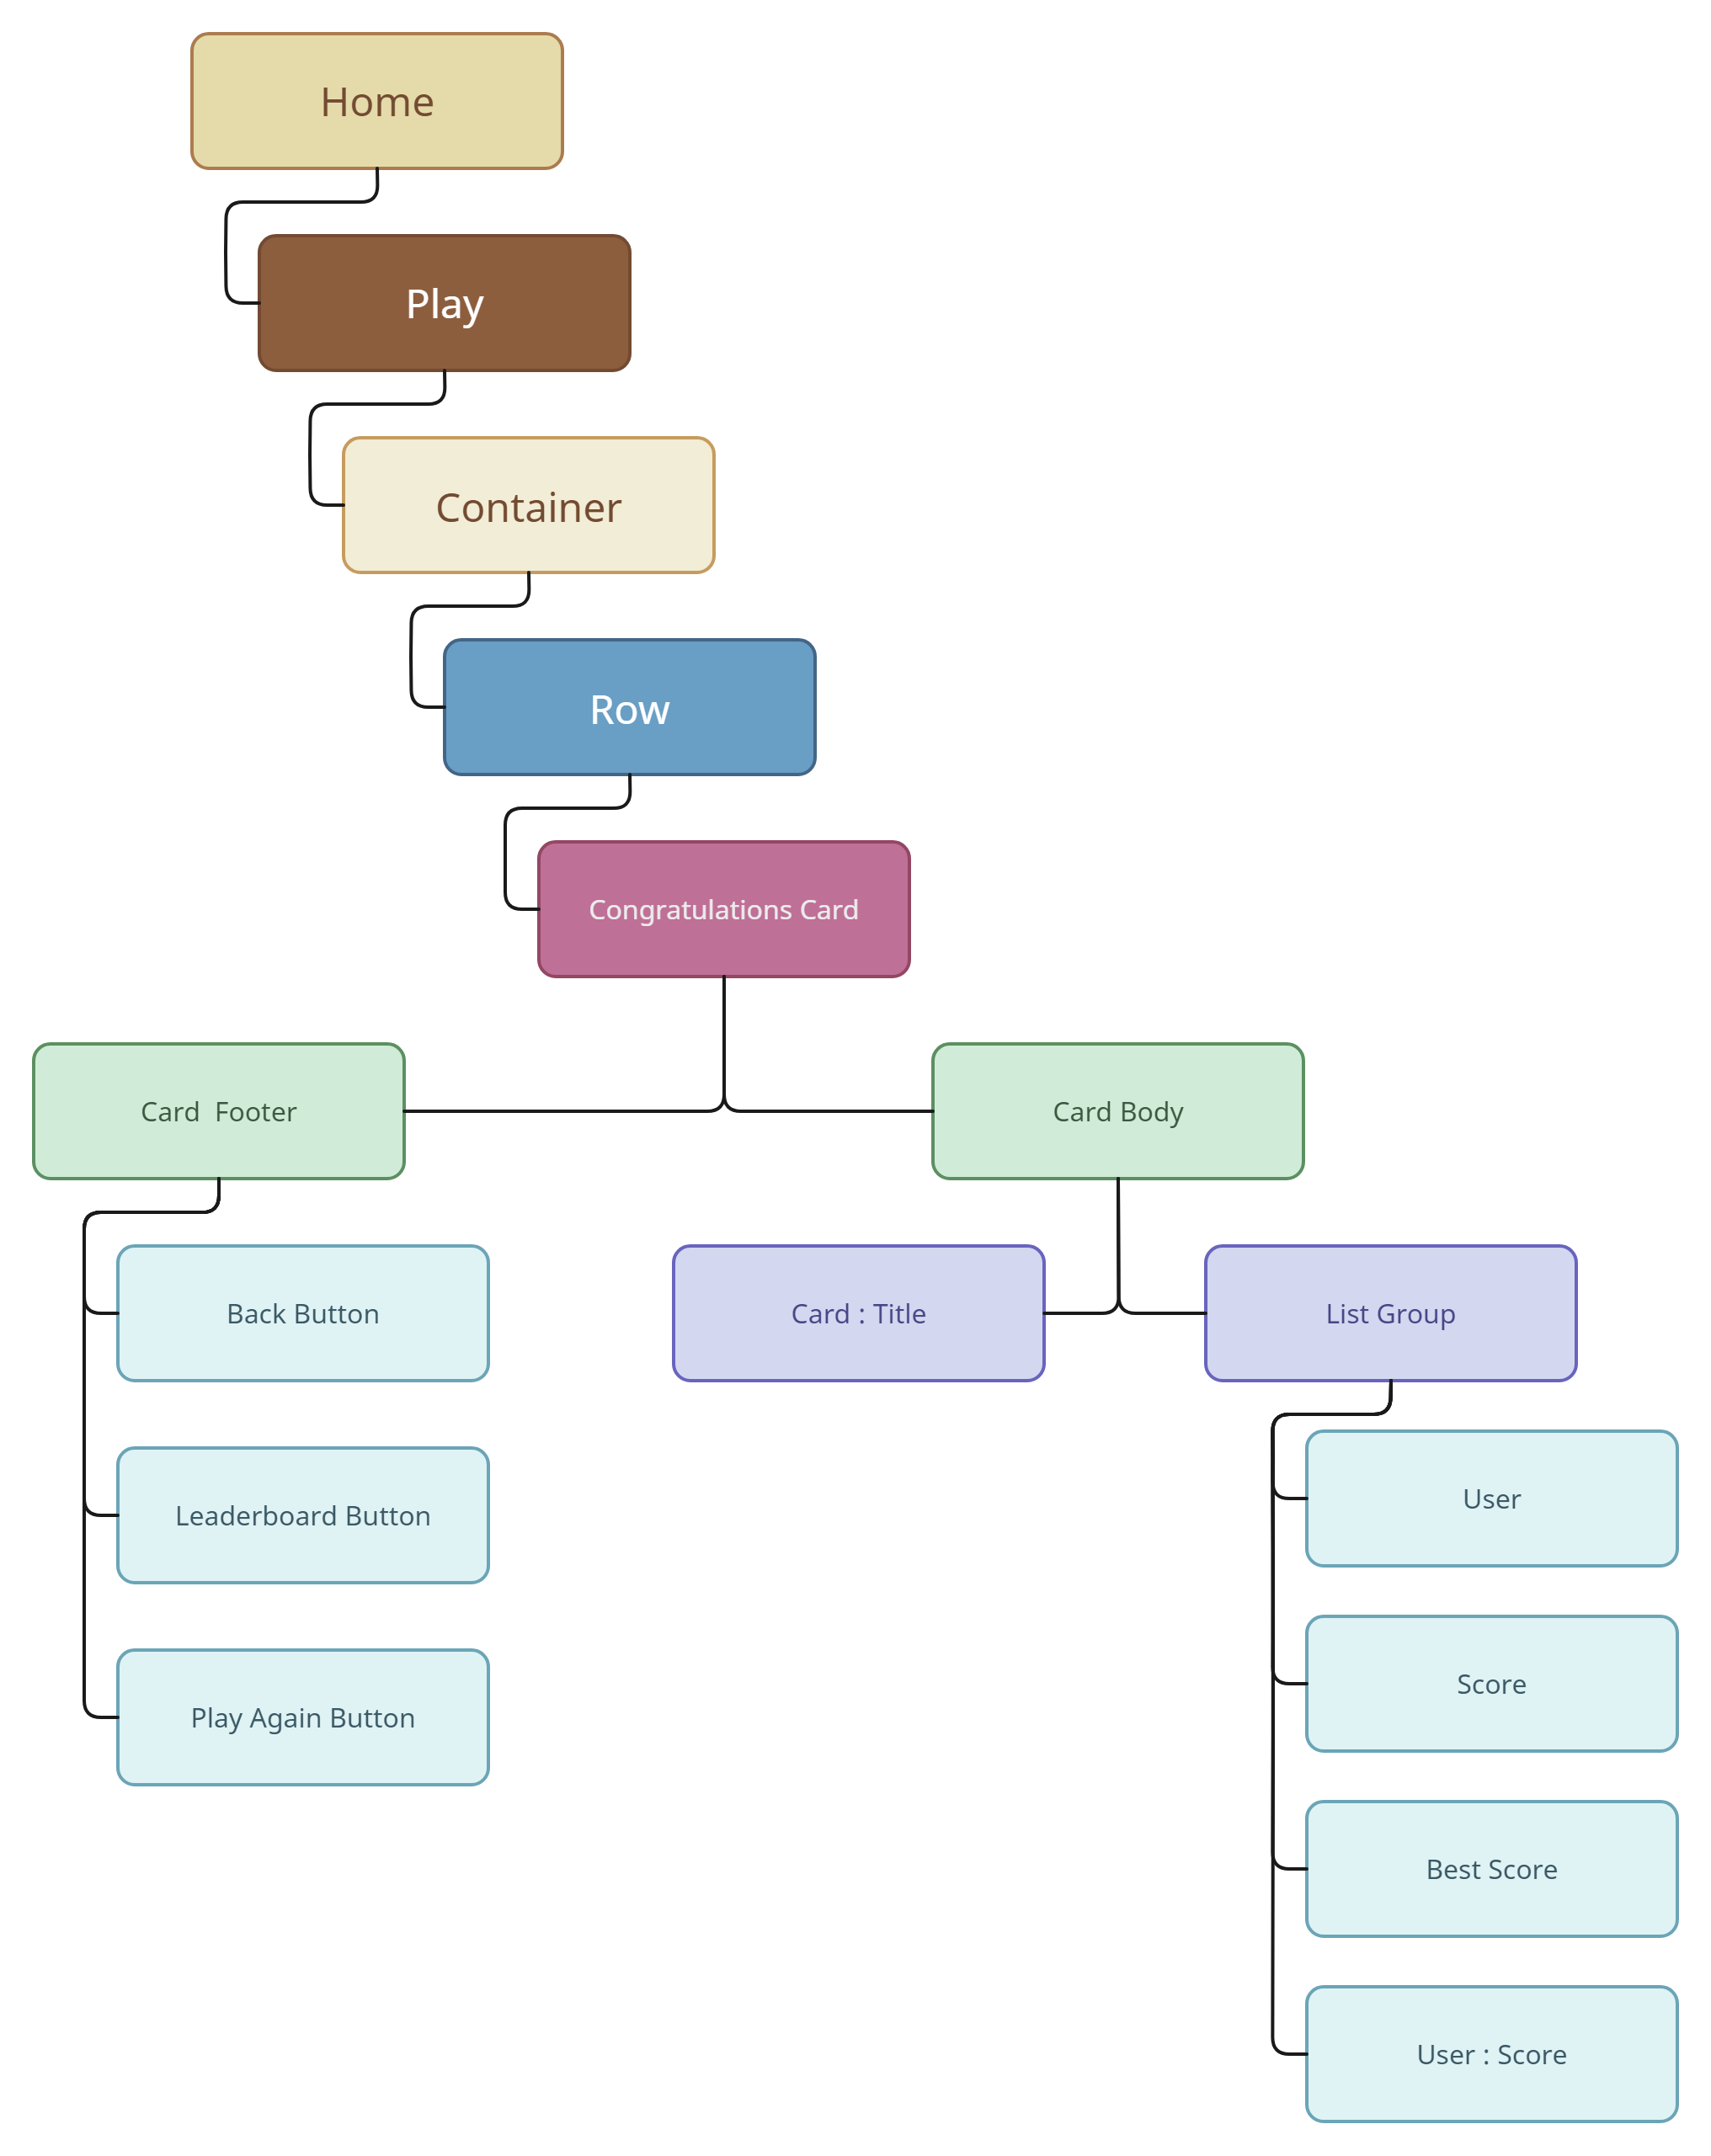 Home
Play
Container
Row
Congratulations Card
Card  Footer
Card Body
Back Button
Card : Title
List Group
Leaderboard Button
User
Play Again Button
Score
Best Score
User : Score